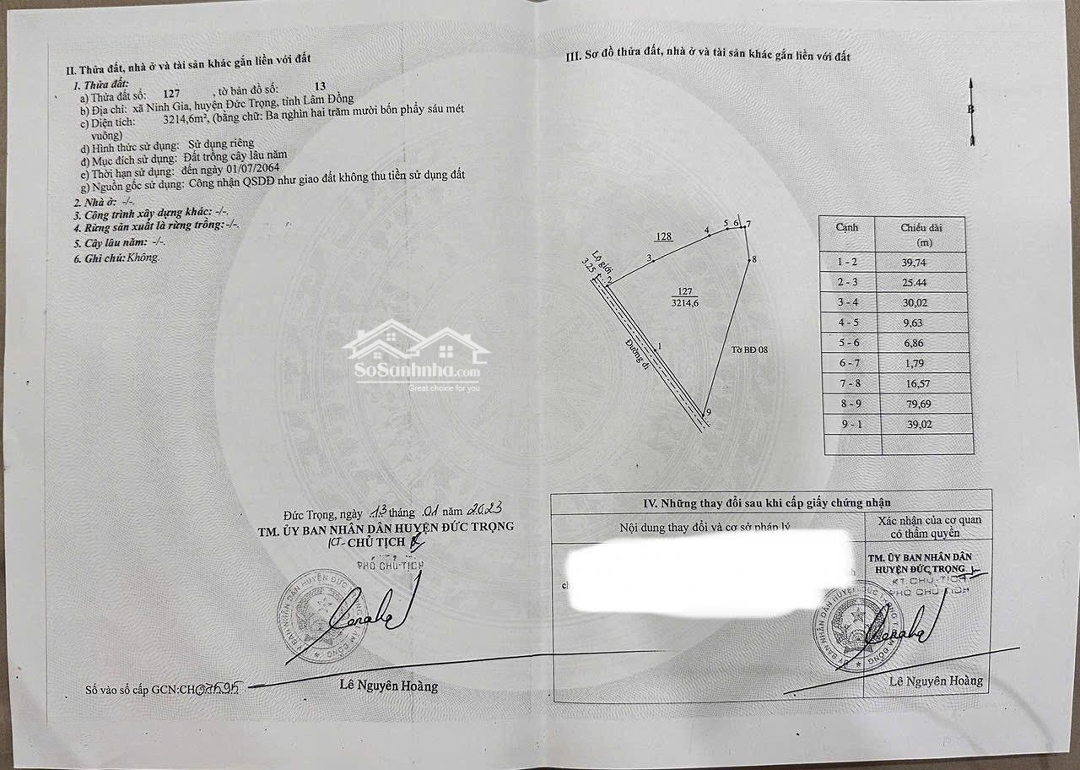 II. Thửa đất, nhà ở và tài sản khác gắn liền với đất
1. Thửa đất:
a) Thửa đất số: 127 , tờ bản đồ số: 13
b) Địa chỉ: xã Ninh Gia, huyện Đức Trọng, tỉnh Lâm Đồng
c) Diện tích: 3214,6m², (bằng chữ: Ba nghìn hai trăm mười bốn phẩy sáu mét
vuông)
d) Hình thức sử dụng: Sử dụng riêng
đ) Mục đích sử dụng: Đất trồng cây lâu năm
e) Thời hạn sử dụng: đến ngày 01/07/2064
g) Nguồn gốc sử dụng: Công nhận QSDĐ như giao đất không thu tiền sử dụng đất
2. Nhà ở: -/-
3. Công trình xây dựng khác: -/-.
4. Rừng sản xuất là rừng trồng: -/-.
5. Cây lâu năm: -/-
6. Ghi chú: Không.
Đức Trọng, ngày 13 tháng 01 năm 2023
TM. ỦY BAN NHÂN DÂN HUYỆN ĐỨC TRỌNG
KT. CHỦ TỊCH
PHÓ CHỦ TỊCH
Lê Nguyên Hoàng
Số vào sổ cấp GCN:CH
III. Sơ đồ thửa đất, nhà ở và tài sản khác gắn liền với đất
B
Lộ giới
3.25
128
127
3214,6
1
2
3
4
5
6
7
8
9
Đường đi
Tờ BĐ 08
Cạnh Chiều dài
(m)
1 - 2 39,74
2 - 3 25.44
3 - 4 30,02
4 - 5 9,63
5 - 6 6,86
6 - 7 1,79
7 - 8 16,57
8 - 9 79,69
9 - 1 39,02
IV. Những thay đổi sau khi cấp giấy chứng nhận
Nội dung thay đổi và cơ sở pháp lý
Xác nhận của cơ quan
có thẩm quyền
TM. ỦY BAN NHÂN DÂN
HUYỆN ĐỨC TRỌNG
KT. CHỦ TỊCH
PHÓ CHỦ TỊCH
Lê Nguyên Hoàng
SoSanhnha.com
Great choice for you